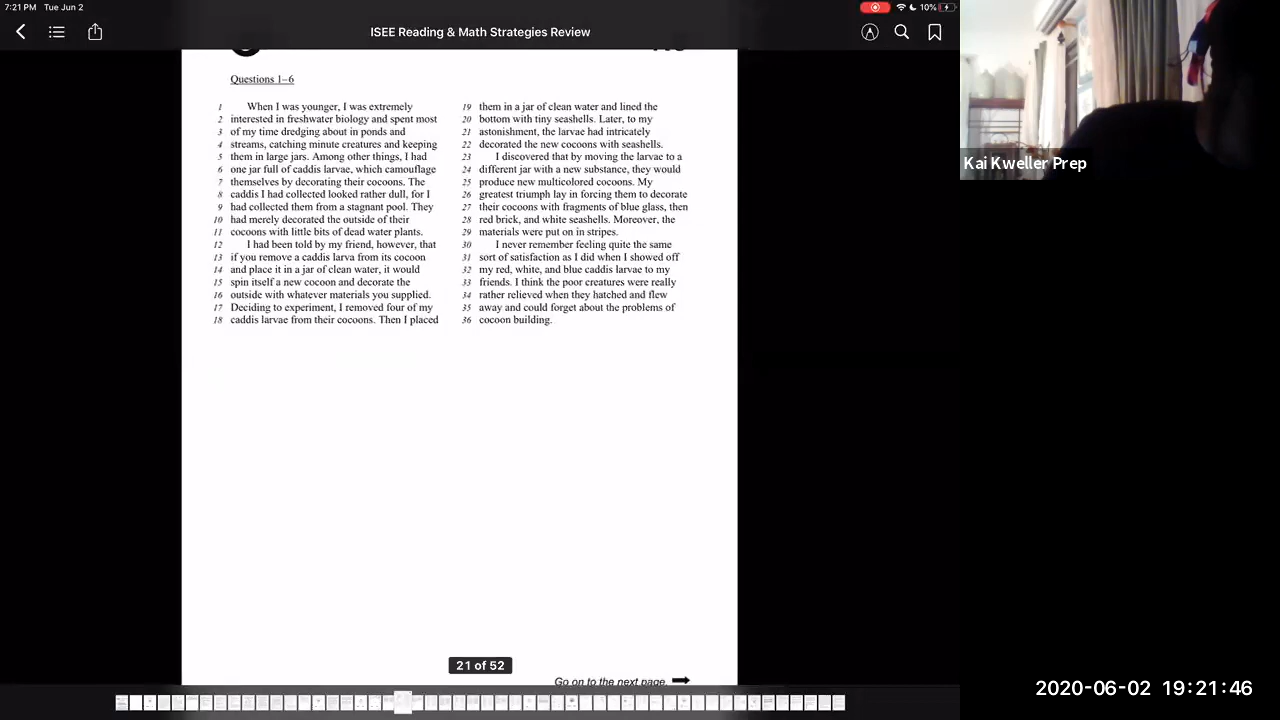 7:21 PM Tue Jun 2
10%
ISEE Reading & Math Strategies Review
Questions 1–6
1 When I was younger, I was extremely
2 interested in freshwater biology and spent most
3 of my time dredging about in ponds and
4 streams, catching minute creatures and keeping
5 them in large jars. Among other things, I had
6 one jar full of caddis larvae, which camouflage
7 themselves by decorating their cocoons. The
8 caddis I had collected looked rather dull, for I
9 had collected them from a stagnant pool. They
10 had merely decorated the outside of their
11 cocoons with little bits of dead water plants.
12 I had been told by my friend, however, that
13 if you remove a caddis larva from its cocoon
14 and place it in a jar of clean water, it would
15 spin itself a new cocoon and decorate the
16 outside with whatever materials you supplied.
17 Deciding to experiment, I removed four of my
18 caddis larvae from their cocoons. Then I placed
19 them in a jar of clean water and lined the
20 bottom with tiny seashells. Later, to my
21 astonishment, the larvae had intricately
22 decorated the new cocoons with seashells.
23 I discovered that by moving the larvae to a
24 different jar with a new substance, they would
25 produce new multicolored cocoons. My
26 greatest triumph lay in forcing them to decorate
27 their cocoons with fragments of blue glass, then
28 red brick, and white seashells. Moreover, the
29 materials were put on in stripes.
30 I never remember feeling quite the same
31 sort of satisfaction as I did when I showed off
32 my red, white, and blue caddis larvae to my
33 friends. I think the poor creatures were really
34 rather relieved when they hatched and flew
35 away and could forget about the problems of
36 cocoon building.
21 of 52
Go on to the next page.
Kai Kweller Prep
2020-06-02 19:21:46